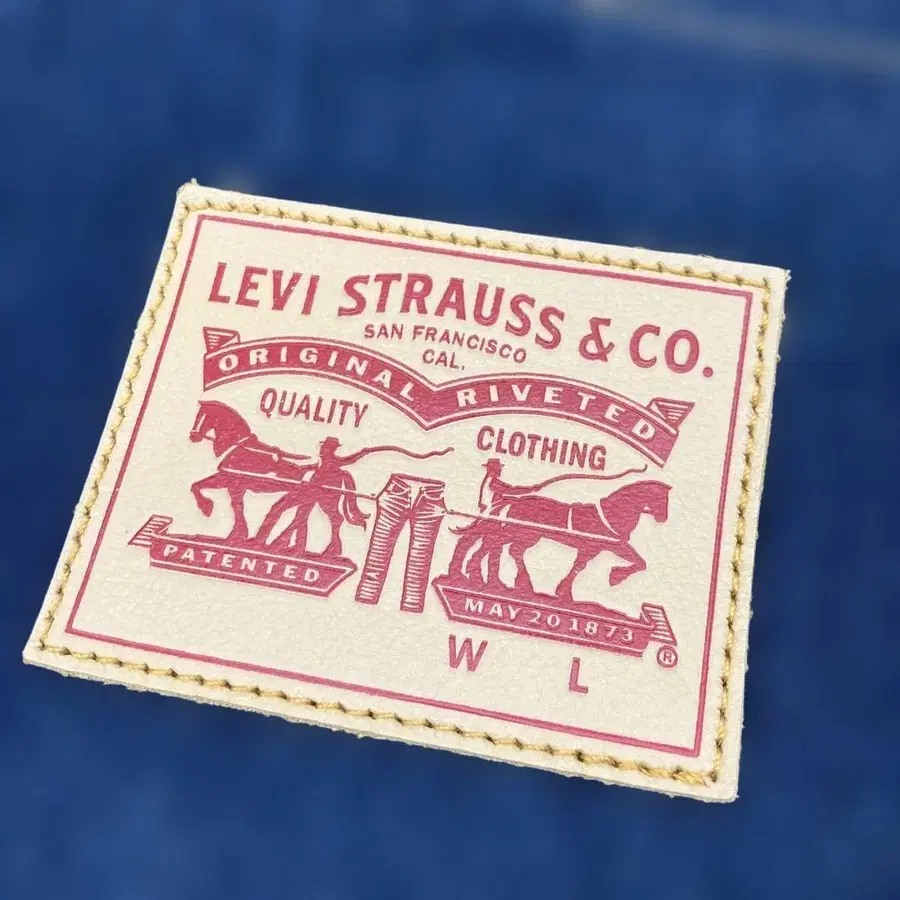 LEVI STRAUSS & CO.
SAN FRANCISCO
CAL.
ORIGINAL RIVETED
QUALITY CLOTHING
PATENTED
MAY 20 1873
W L ®